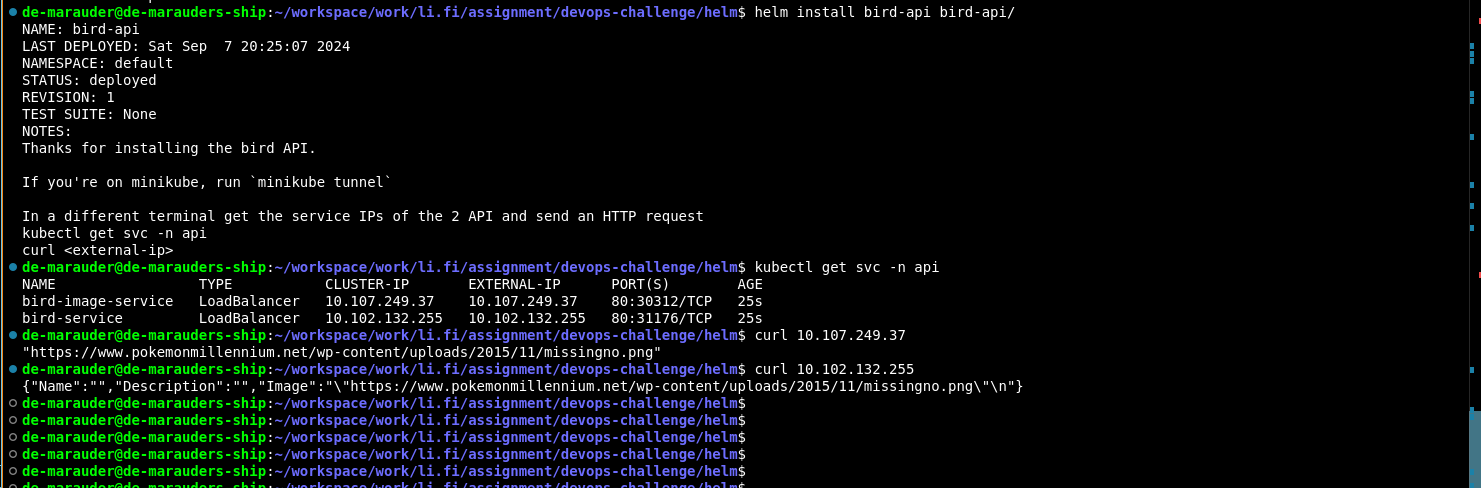 de-marauder@de-marauders-ship:~/workspace/work/li.fi/assignment/devops-challenge/helm$ helm install bird-api bird-api/
NAME: bird-api
LAST DEPLOYED: Sat Sep  7 20:25:07 2024
NAMESPACE: default
STATUS: deployed
REVISION: 1
TEST SUITE: None
NOTES:
Thanks for installing the bird API.

If you're on minikube, run `minikube tunnel`

In a different terminal get the service IPs of the 2 API and send an HTTP request
kubectl get svc -n api
curl <external-ip>
de-marauder@de-marauders-ship:~/workspace/work/li.fi/assignment/devops-challenge/helm$ kubectl get svc -n api
NAME                 TYPE           CLUSTER-IP       EXTERNAL-IP      PORT(S)        AGE
bird-image-service   LoadBalancer   10.107.249.37    10.107.249.37    80:30312/TCP   25s
bird-service         LoadBalancer   10.102.132.255   10.102.132.255   80:31176/TCP   25s
de-marauder@de-marauders-ship:~/workspace/work/li.fi/assignment/devops-challenge/helm$ curl 10.107.249.37
"https://www.pokemonmillennium.net/wp-content/uploads/2015/11/missingno.png"
de-marauder@de-marauders-ship:~/workspace/work/li.fi/assignment/devops-challenge/helm$ curl 10.102.132.255
{"Name":"","Description":"","Image":"\"https://www.pokemonmillennium.net/wp-content/uploads/2015/11/missingno.png\"\n"}
de-marauder@de-marauders-ship:~/workspace/work/li.fi/assignment/devops-challenge/helm$
de-marauder@de-marauders-ship:~/workspace/work/li.fi/assignment/devops-challenge/helm$
de-marauder@de-marauders-ship:~/workspace/work/li.fi/assignment/devops-challenge/helm$
de-marauder@de-marauders-ship:~/workspace/work/li.fi/assignment/devops-challenge/helm$
de-marauder@de-marauders-ship:~/workspace/work/li.fi/assignment/devops-challenge/helm$
de-marauder@de-marauders-ship:~/workspace/work/li.fi/assignment/devops-challenge/helm$